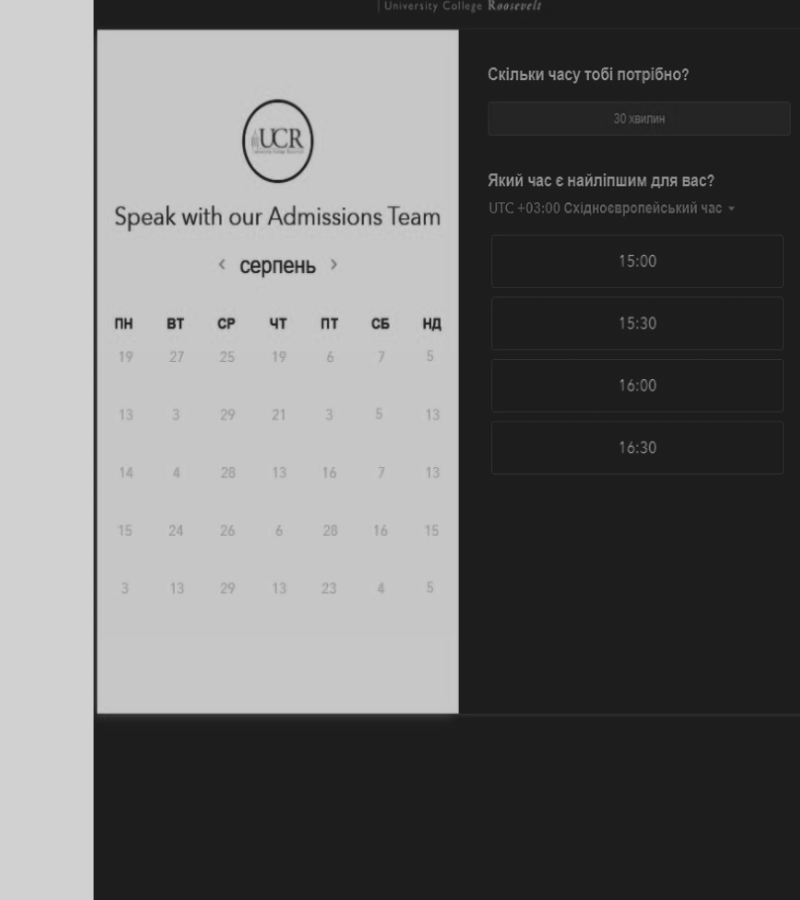 University College Roosevelt
UCR
Speak with our Admissions Team
‹ серпень ›
ПН ВТ СР ЧТ ПТ СБ НД
19 27 25 19 6 7 5
13 3 29 21 3 5 13
14 4 28 13 16 7 13
15 24 26 6 28 16 15
3 13 29 13 23 4 5
Скільки часу тобі потрібно?
30 хвилин
Який час є найліпшим для вас?
UTC +03:00 Східноєвропейський час
15:00
15:30
16:00
16:30